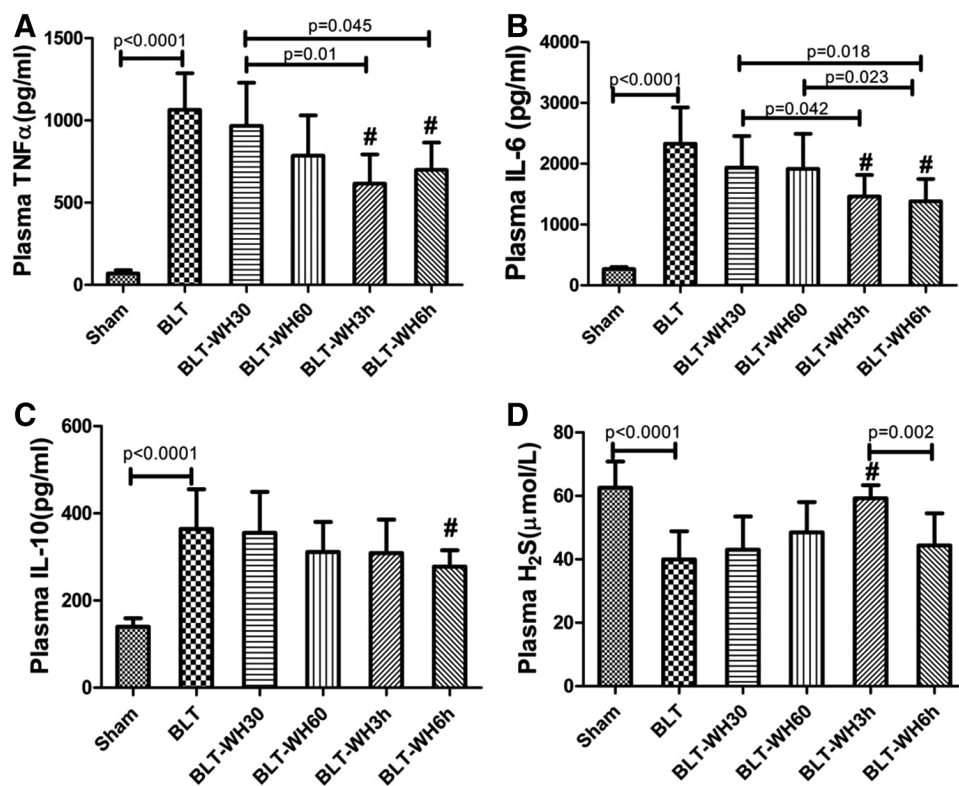 A
Plasma TNFα(pg/ml)
1500
1000
500
0
p<0.0001
p=0.045
p=0.01
#
#
Sham
BLT
BLT-WH30
BLT-WH60
BLT-WH3h
BLT-WH6h
B
Plasma IL-6 (pg/ml)
4000
3000
2000
1000
0
p<0.0001
p=0.018
p=0.023
p=0.042
#
#
Sham
BLT
BLT-WH30
BLT-WH60
BLT-WH3h
BLT-WH6h
C
Plasma IL-10(pg/ml)
600
400
200
0
p<0.0001
#
Sham
BLT
BLT-WH30
BLT-WH60
BLT-WH3h
BLT-WH6h
D
Plasma H₂S(μmol/L)
80
60
40
20
0
p<0.0001
p=0.002
#
Sham
BLT
BLT-WH30
BLT-WH60
BLT-WH3h
BLT-WH6h